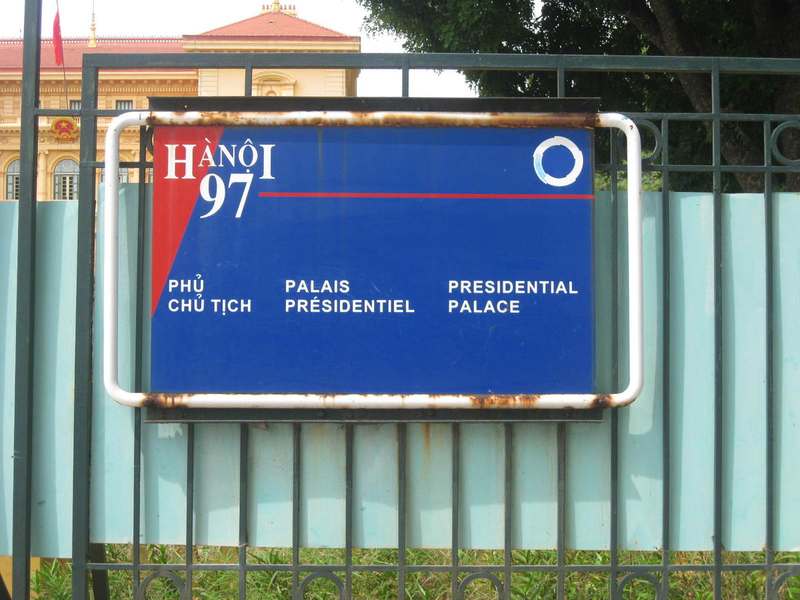 HÀNỘI
97
PHỦ
CHỦ TỊCH
PALAIS
PRÉSIDENTIEL
PRESIDENTIAL
PALACE